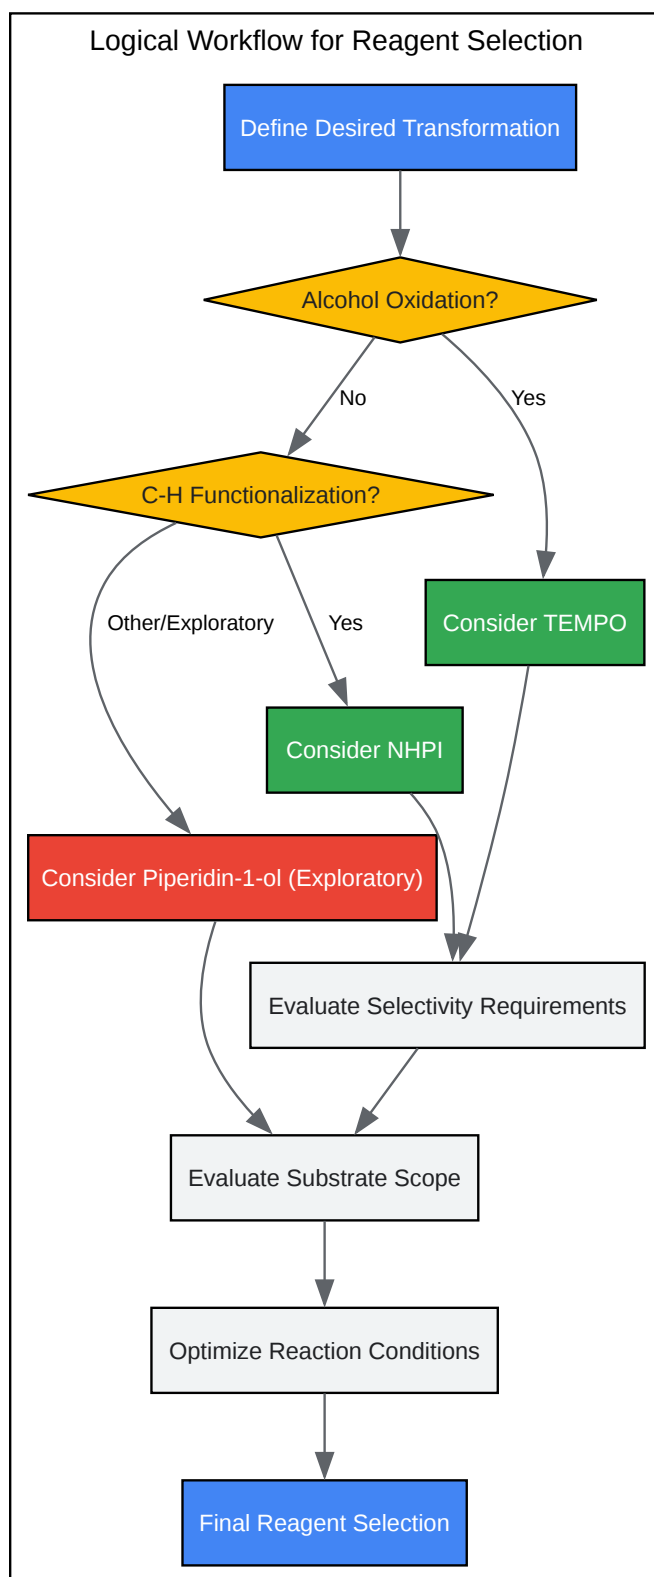 Logical Workflow for Reagent Selection
Define Desired Transformation
Alcohol Oxidation?
No
Yes
C-H Functionalization?
Other/Exploratory
Yes
Consider TEMPO
Consider NHPI
Consider Piperidin-1-ol (Exploratory)
Evaluate Selectivity Requirements
Evaluate Substrate Scope
Optimize Reaction Conditions
Final Reagent Selection